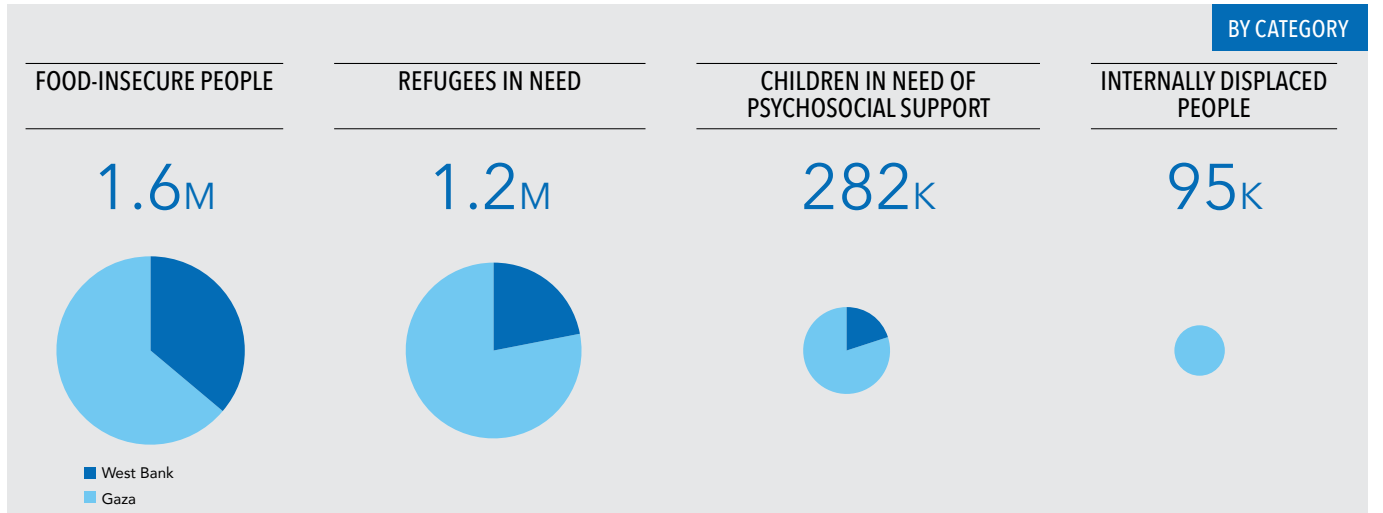 BY CATEGORY
FOOD-INSECURE PEOPLE
1.6M
West Bank
Gaza
REFUGEES IN NEED
1.2M
CHILDREN IN NEED OF
PSYCHOSOCIAL SUPPORT
282K
INTERNALLY DISPLACED
PEOPLE
95K